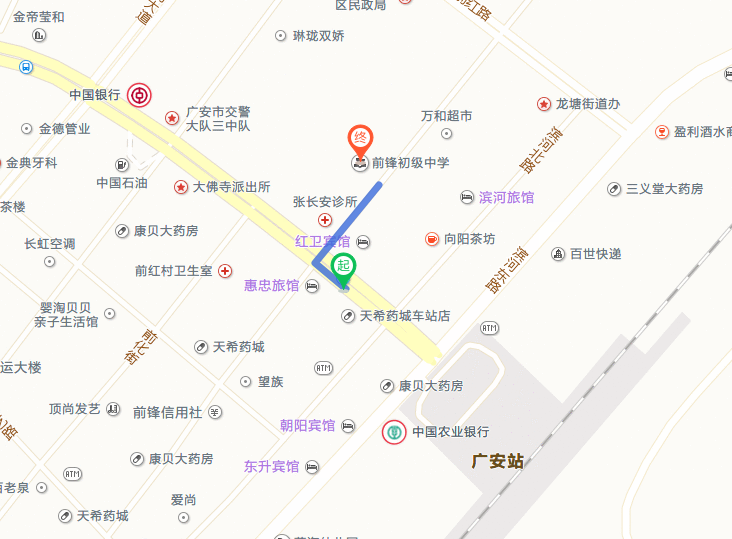 金帝莹和
大道
区民政局
滨江路
琳珑双娇
中国银行
广安市交警
大队三中队
终
万和超市
龙塘街道办
滨河北路
盈利酒水商
金德管业
金典牙科
中国石油
前锋初级中学
大佛寺派出所
三义堂大药房
茶楼
张长安诊所
滨河旅馆
康贝大药房
红卫宾馆
向阳茶坊
长虹空调
百世快递
滨河东路
前红村卫生室
起
惠忠旅馆
婴淘贝贝
亲子生活馆
天希药城车站店
ATM
前化街
天希药城
运大楼
ATM
望族
康贝大药房
顶尚发艺
前锋信用社
朝阳宾馆
中国农业银行
康贝大药房
东升宾馆
广安站
ATM
百老泉
爱尚
天希药城